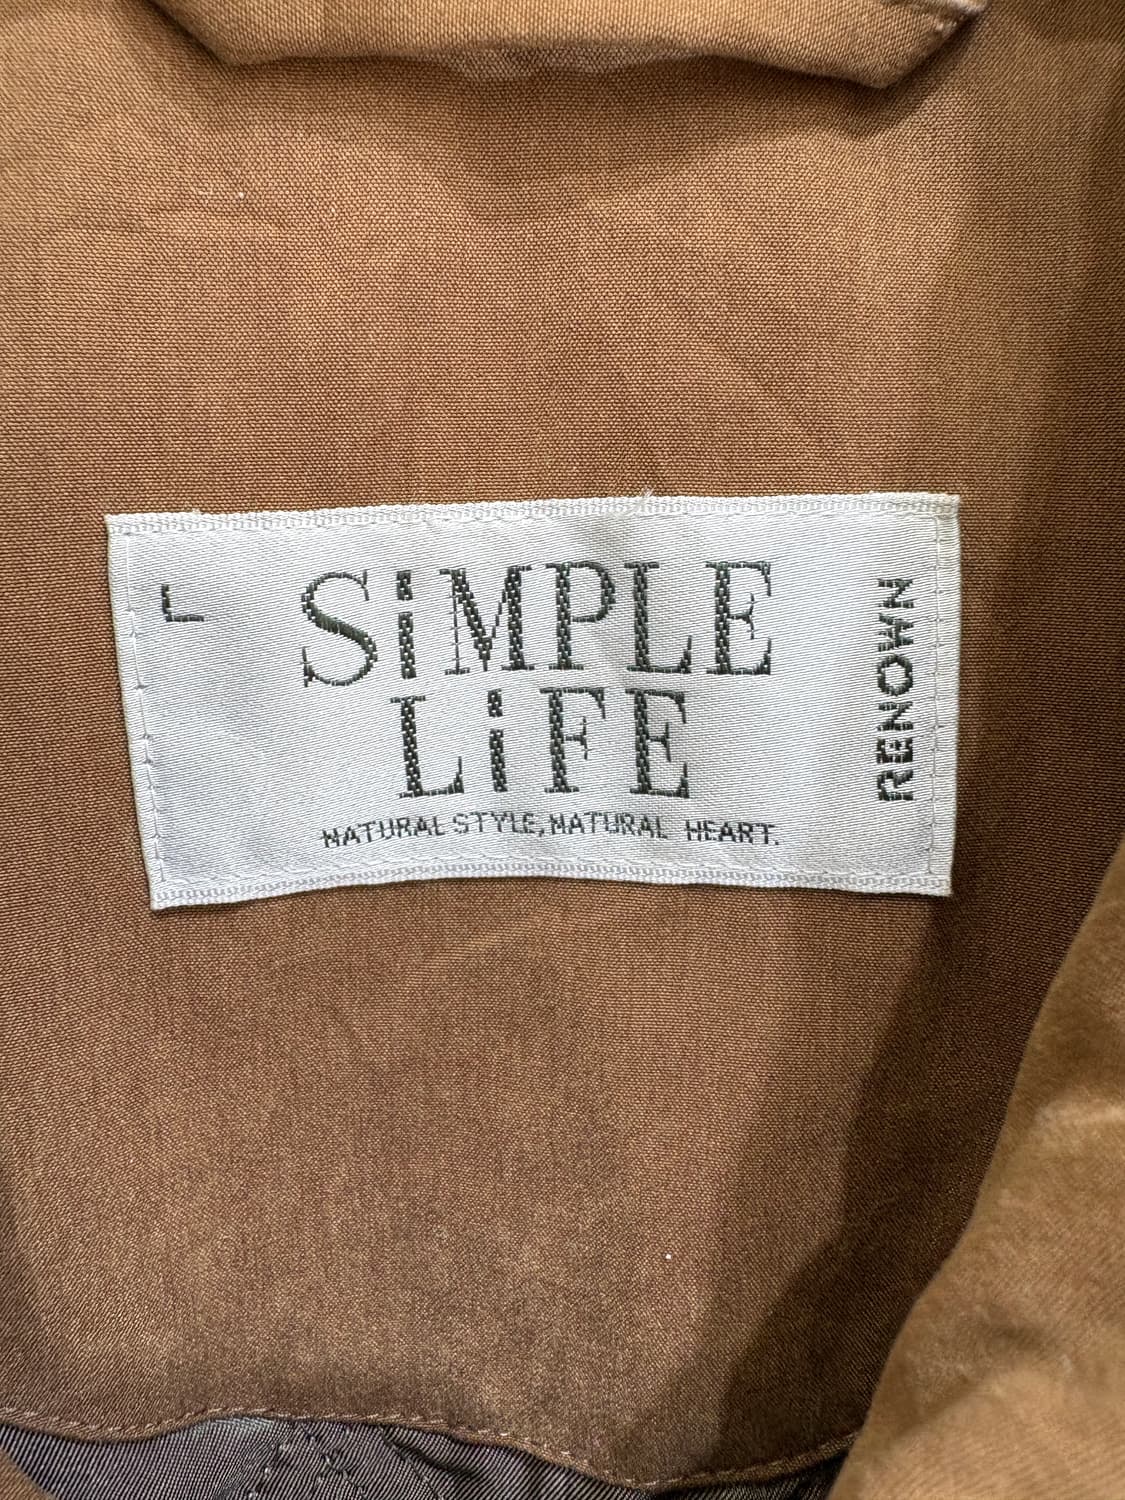 L
SiMPLE
LiFE
NATURAL STYLE, NATURAL HEART.
RENOWN